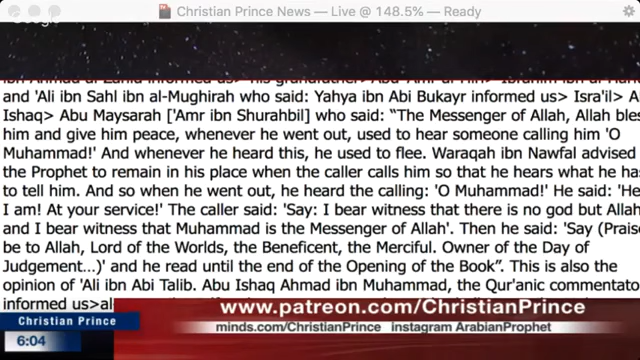 Christian Prince News — Live @ 148.5% — Ready
and 'Ali ibn Sahl ibn al-Mughirah who said: Yahya ibn Abi Bukayr informed us> Isra'il> A
Ishaq> Abu Maysarah ['Amr ibn Shurahbil] who said: “The Messenger of Allah, Allah bles
him and give him peace, whenever he went out, used to hear someone calling him 'O
Muhammad!' And whenever he heard this, he used to flee. Waraqah ibn Nawfal advised
the Prophet to remain in his place when the caller calls him so that he hears what he has
to tell him. And so when he went out, he heard the calling: 'O Muhammad!' He said: 'He
I am! At your service!' The caller said: 'Say: I bear witness that there is no god but Allah
and I bear witness that Muhammad is the Messenger of Allah'. Then he said: 'Say (Praise
be to Allah, Lord of the Worlds, the Beneficent, the Merciful. Owner of the Day of
Judgement...)' and he read until the end of the Opening of the Book”. This is also the
opinion of 'Ali ibn Abi Talib. Abu Ishaq Ahmad ibn Muhammad, the Qur'anic commentato
informed us>al
www.patreon.com/ChristianPrince
Christian Prince
minds.com/ChristianPrince instagram ArabianProphet
6:04